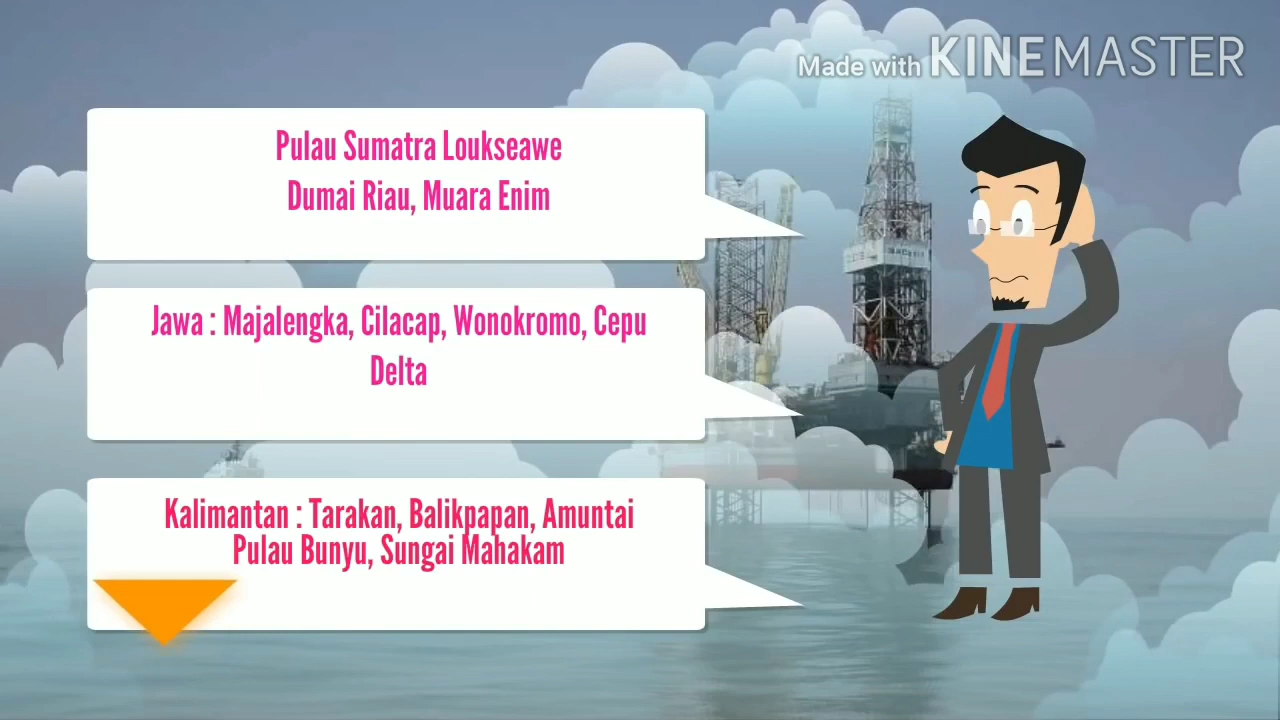 Made with KINEMASTER
Pulau Sumatra Loukseawe
Dumai Riau, Muara Enim
Jawa : Majalengka, Cilacap, Wonokromo, Cepu
Delta
Kalimantan : Tarakan, Balikpapan, Amuntai
Pulau Bunyu, Sungai Mahakam